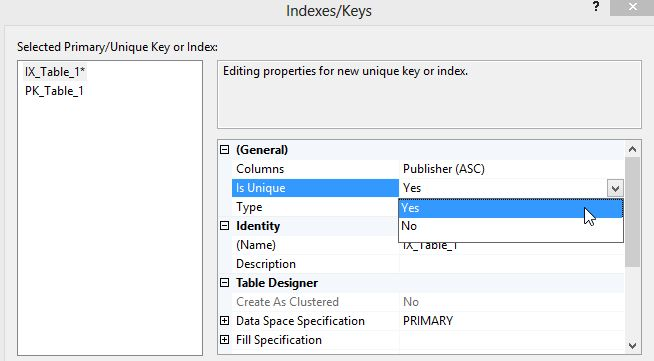 Indexes/Keys ?
Selected Primary/Unique Key or Index:
IX_Table_1*
PK_Table_1
Editing properties for new unique key or index.
(General)
Columns Publisher (ASC)
Is Unique Yes
Type Yes
No
Identity
(Name) IX_Table_1
Description
Table Designer
Create As Clustered No
Data Space Specification PRIMARY
Fill Specification